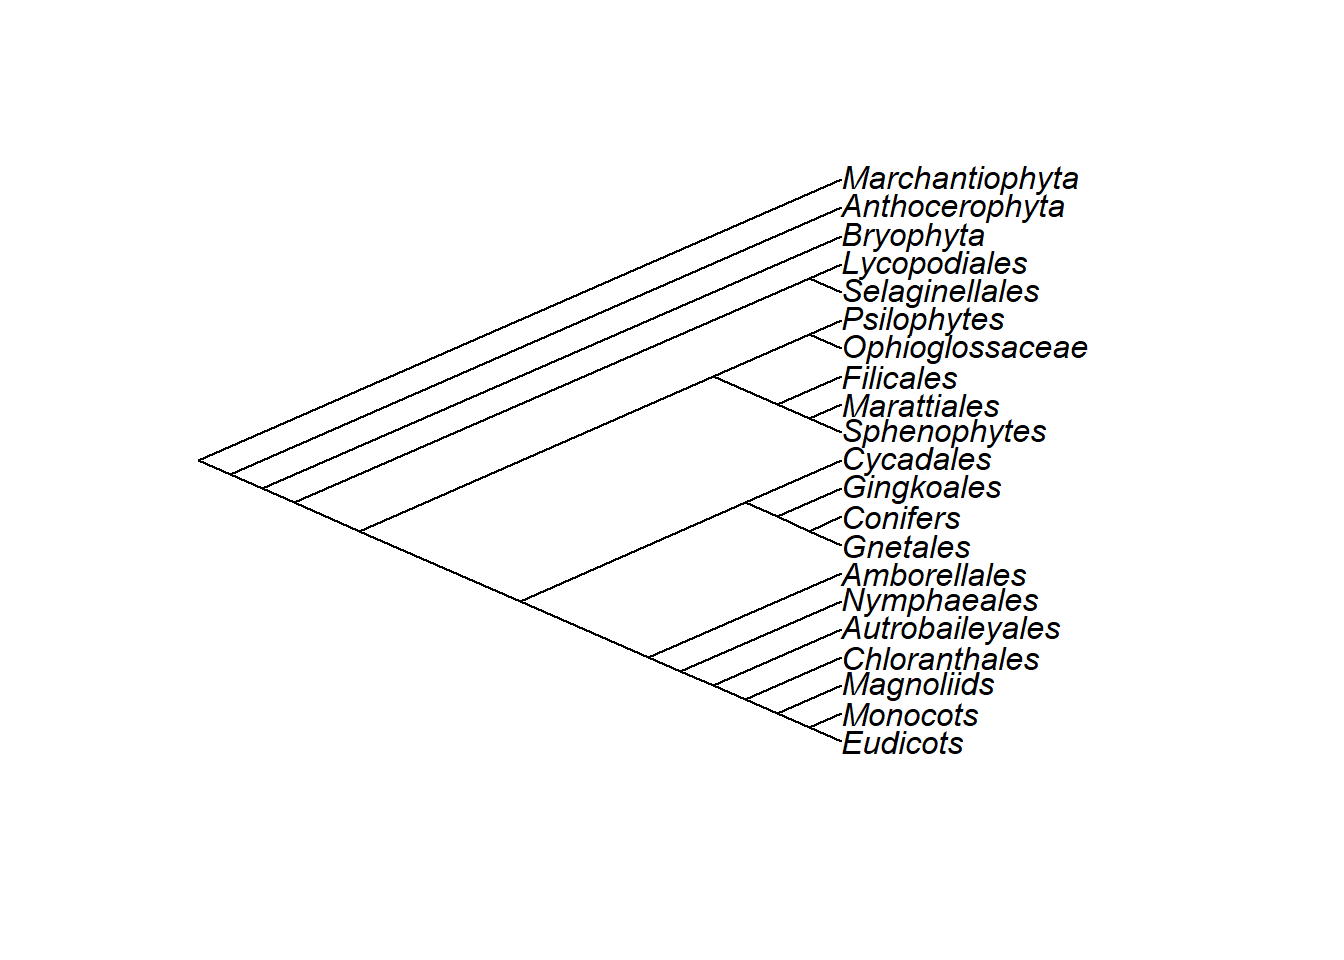 Marchantiophyta
Anthocerophyta
Bryophyta
Lycopodiales
Selaginellales
Psilophytes
Ophioglossaceae
Filicales
Marattiales
Sphenophytes
Cycadales
Gingkoales
Conifers
Gnetales
Amborellales
Nymphaeales
Autrobaileyales
Chloranthales
Magnoliids
Monocots
Eudicots